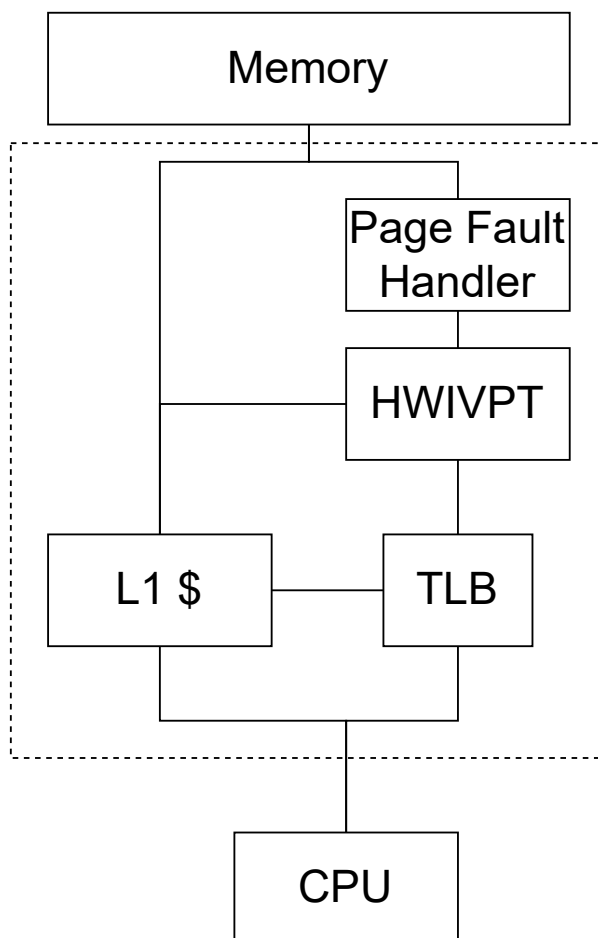 Memory
Page Fault
Handler
HWIVPT
L1 $
TLB
CPU